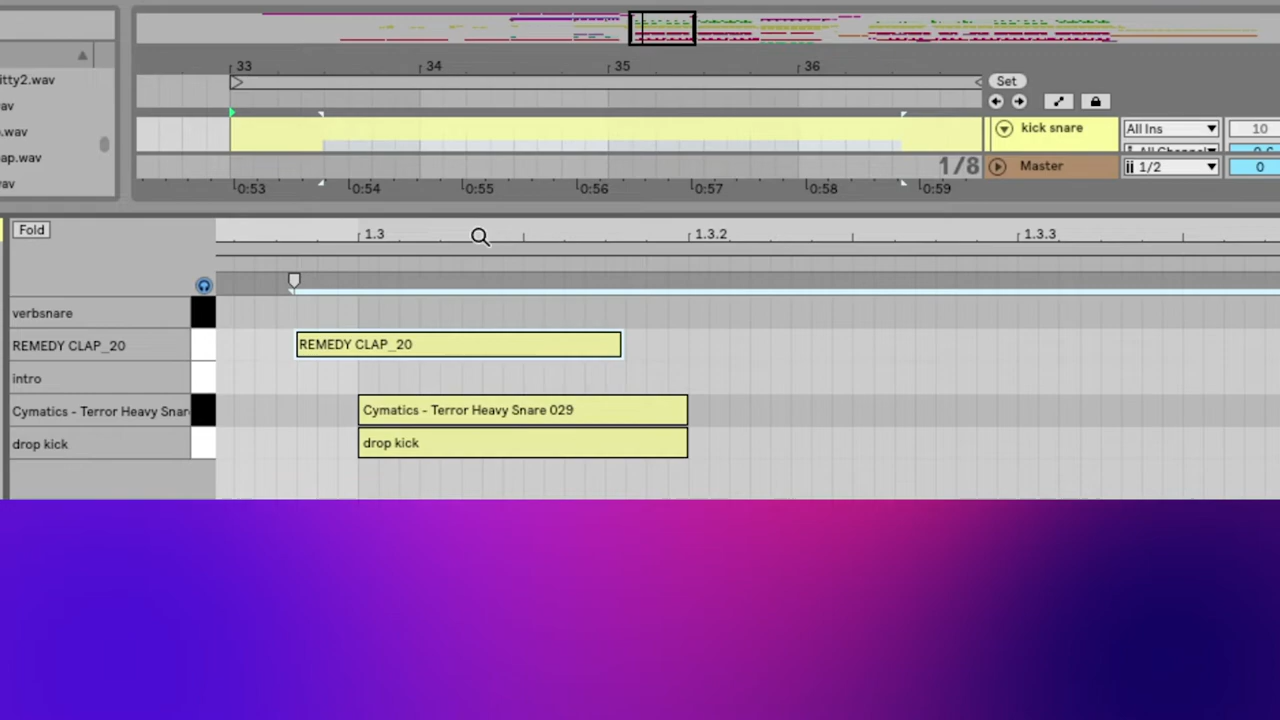 itty2.wav
av
.wav
ap.wav
av
33 34 35 36
Set
kick snare
All Ins
10
1/8
Master
1/2
0
0:53 0:54 0:55 0:56 0:57 0:58 0:59
Fold
1.3 1.3.2 1.3.3
verbsnare
REMEDY CLAP_20
REMEDY CLAP_20
intro
Cymatics - Terror Heavy Snar
Cymatics - Terror Heavy Snare 029
drop kick
drop kick